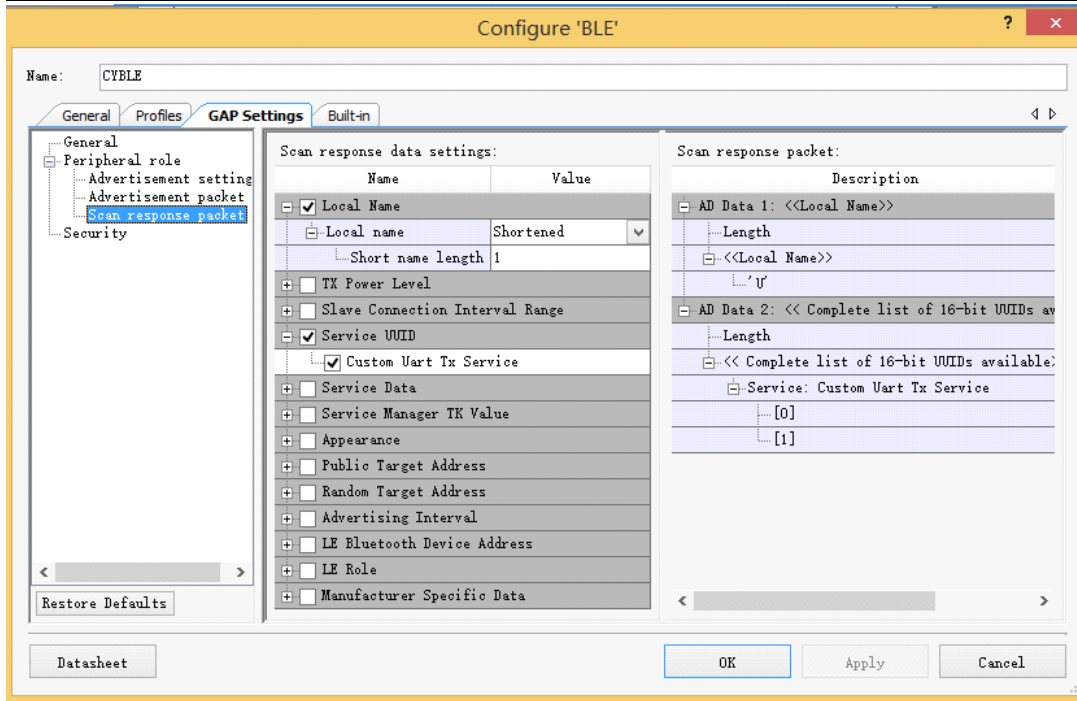 Configure 'BLE'
?
×
Name:
CYBLE
General
Profiles
GAP Settings
Built-in
General
Peripheral role
Advertisement setting
Advertisement packet
Scan response packet
Security
Restore Defaults
Scan response data settings:
Name
Value
Local Name
Local name
Shortened
Short name length
1
TX Power Level
Slave Connection Interval Range
Service UUID
Custom Uart Tx Service
Service Data
Service Manager TK Value
Appearance
Public Target Address
Random Target Address
Advertising Interval
LE Bluetooth Device Address
LE Role
Manufacturer Specific Data
Scan response packet:
Description
AD Data 1: <<Local Name>>
Length
<<Local Name>>
'U'
AD Data 2: << Complete list of 16-bit UUIDs av
Length
<< Complete list of 16-bit UUIDs available>
Service: Custom Uart Tx Service
[0]
[1]
Datasheet
OK
Apply
Cancel